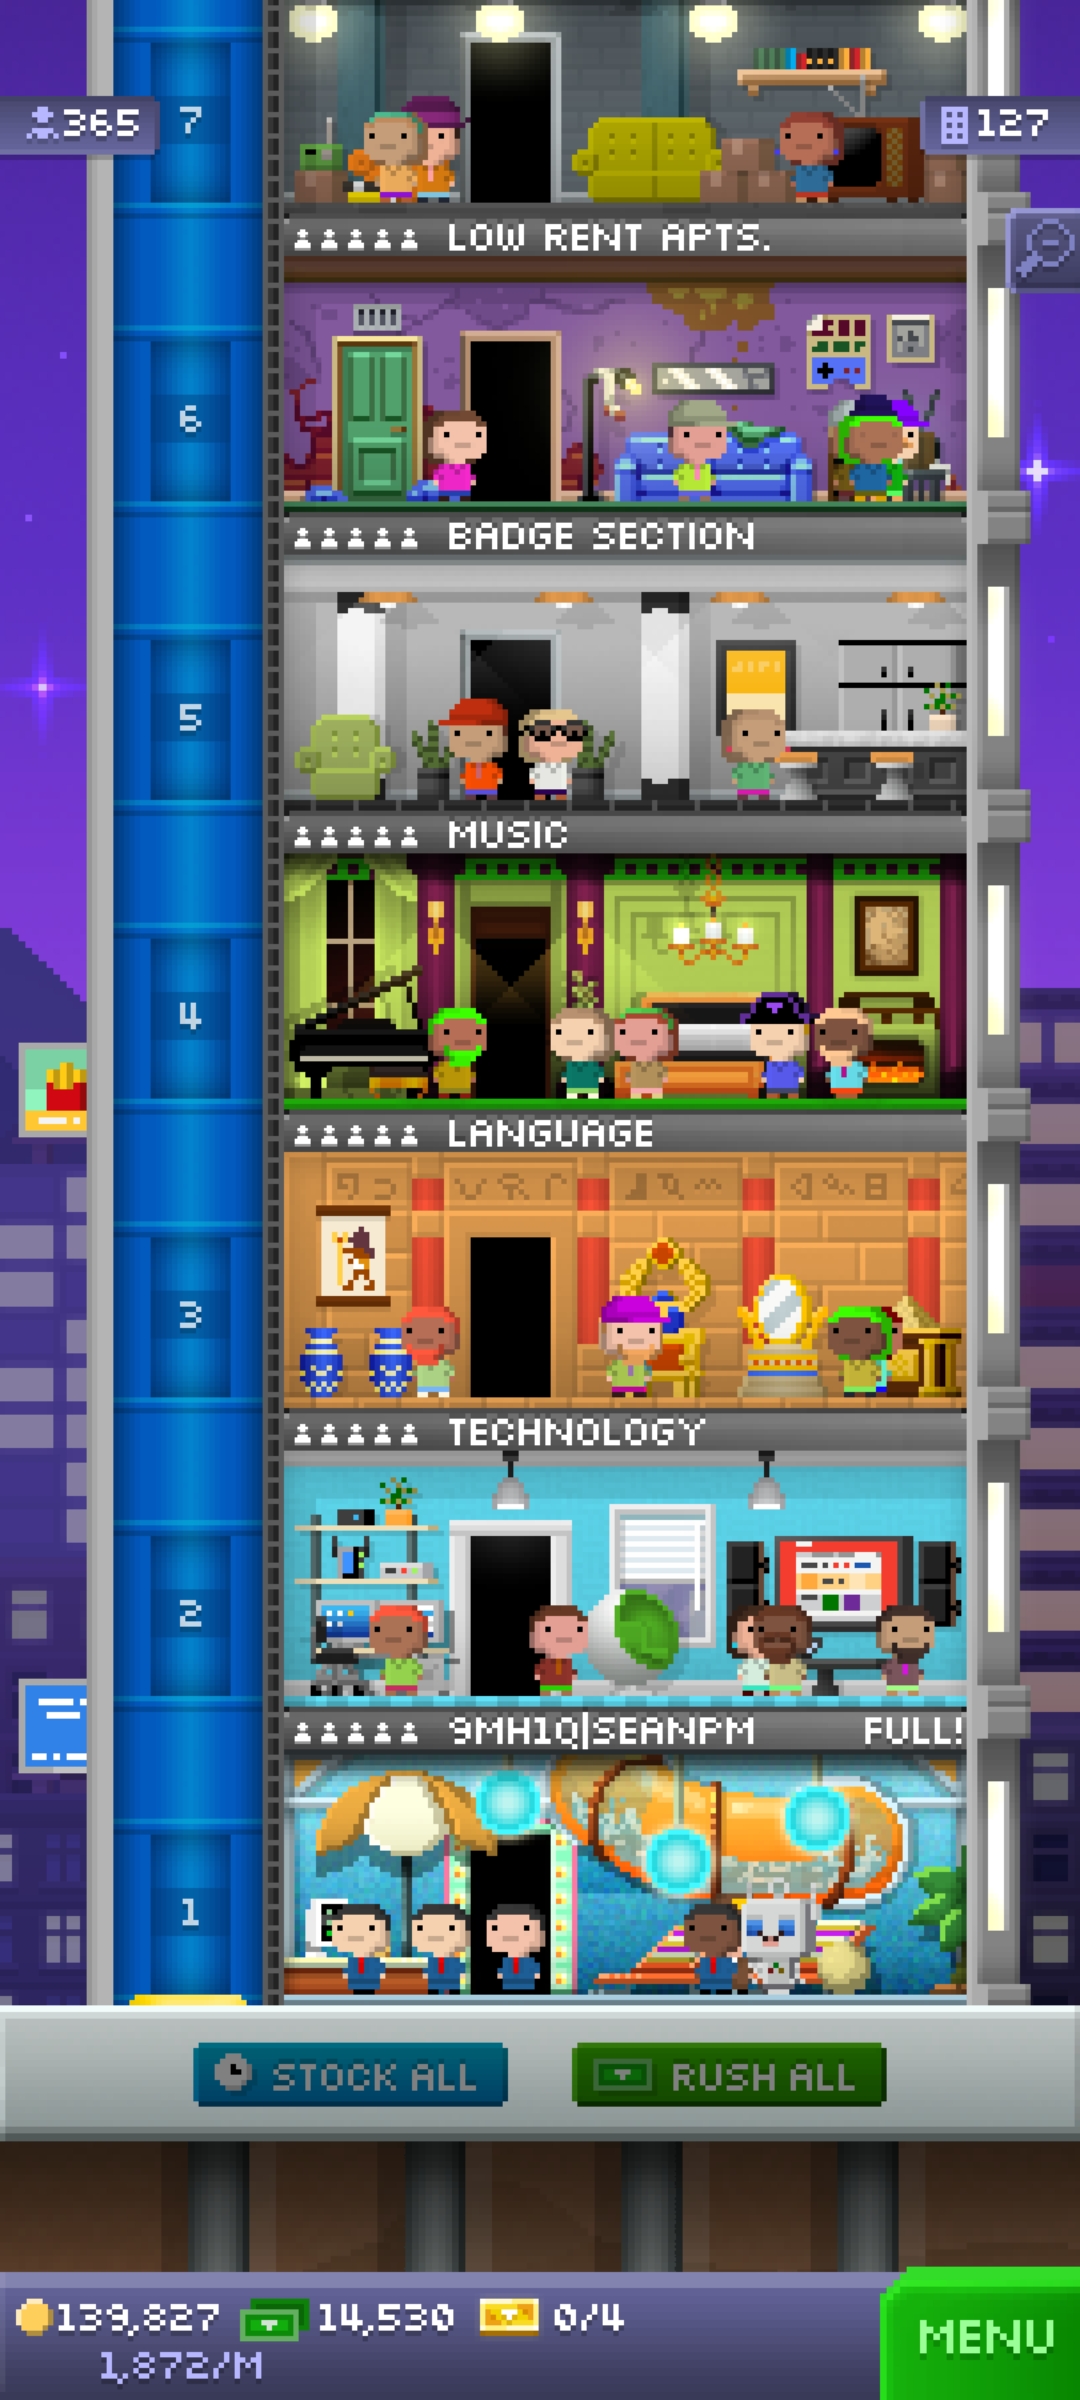 365
7
127
LOW RENT APTS.
6
BADGE SECTION
5
MUSIC
4
LANGUAGE
3
TECHNOLOGY
2
9MH1Q|SEANPM FULL!
1
STOCK ALL
RUSH ALL
139,827 14,530 0/4
1,872/M
MENU